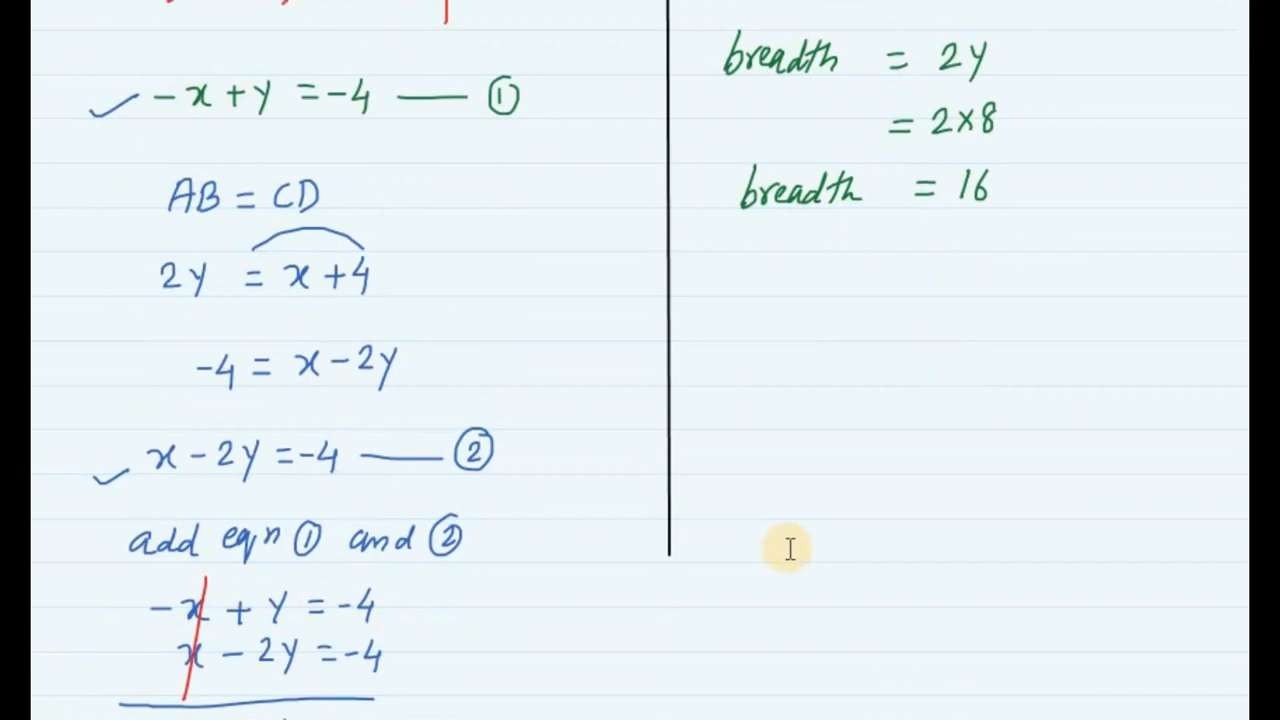 -x + y = -4 —— ①
AB = CD
2y = x + 4
-4 = x - 2y
x - 2y = -4 —— ②
add eqn ① and ②
-x + y = -4
x - 2y = -4
breadth = 2y
= 2×8
breadth = 16